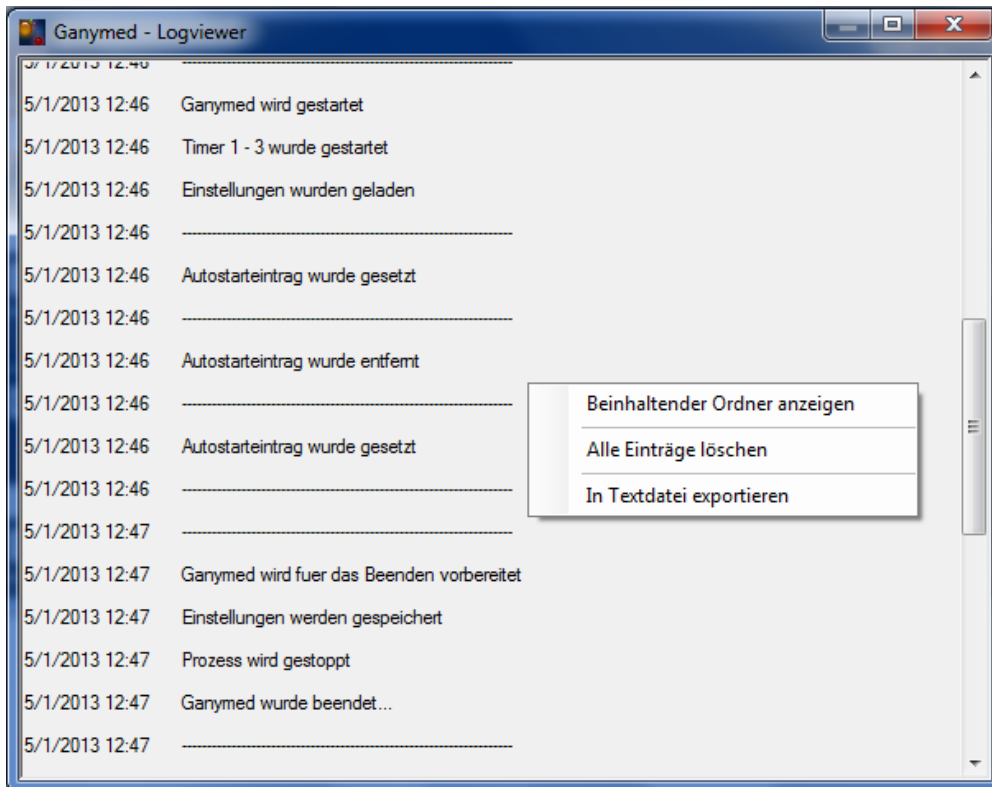 Ganymed - Logviewer
5/1/2013 12:46 ------------------------------------------------------------------
5/1/2013 12:46 Ganymed wird gestartet
5/1/2013 12:46 Timer 1 - 3 wurde gestartet
5/1/2013 12:46 Einstellungen wurden geladen
5/1/2013 12:46 ------------------------------------------------------------------
5/1/2013 12:46 Autostarteintrag wurde gesetzt
5/1/2013 12:46 ------------------------------------------------------------------
5/1/2013 12:46 Autostarteintrag wurde entfernt
5/1/2013 12:46 ------------------------------------------------------------------
5/1/2013 12:46 Autostarteintrag wurde gesetzt
5/1/2013 12:46 ------------------------------------------------------------------
5/1/2013 12:47 ------------------------------------------------------------------
5/1/2013 12:47 Ganymed wird fuer das Beenden vorbereitet
5/1/2013 12:47 Einstellungen werden gespeichert
5/1/2013 12:47 Prozess wird gestoppt
5/1/2013 12:47 Ganymed wurde beendet...
5/1/2013 12:47 ------------------------------------------------------------------
Beinhaltender Ordner anzeigen
Alle Einträge löschen
In Textdatei exportieren